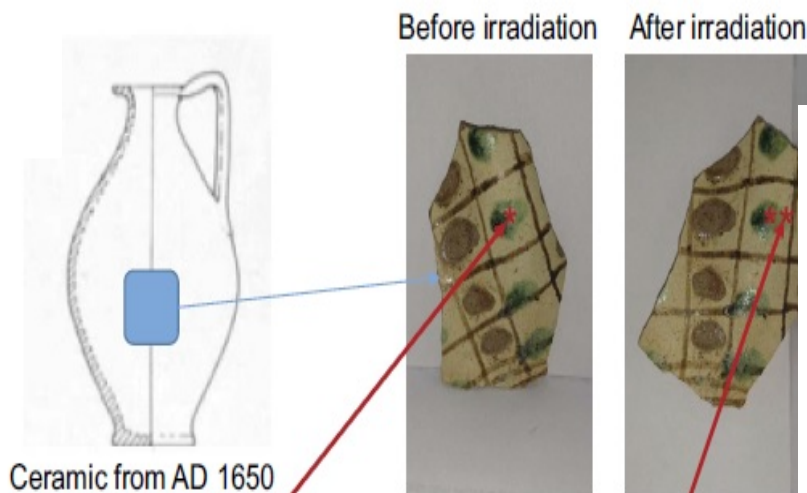 Before irradiation
After irradiation
*
**
Ceramic from AD 1650